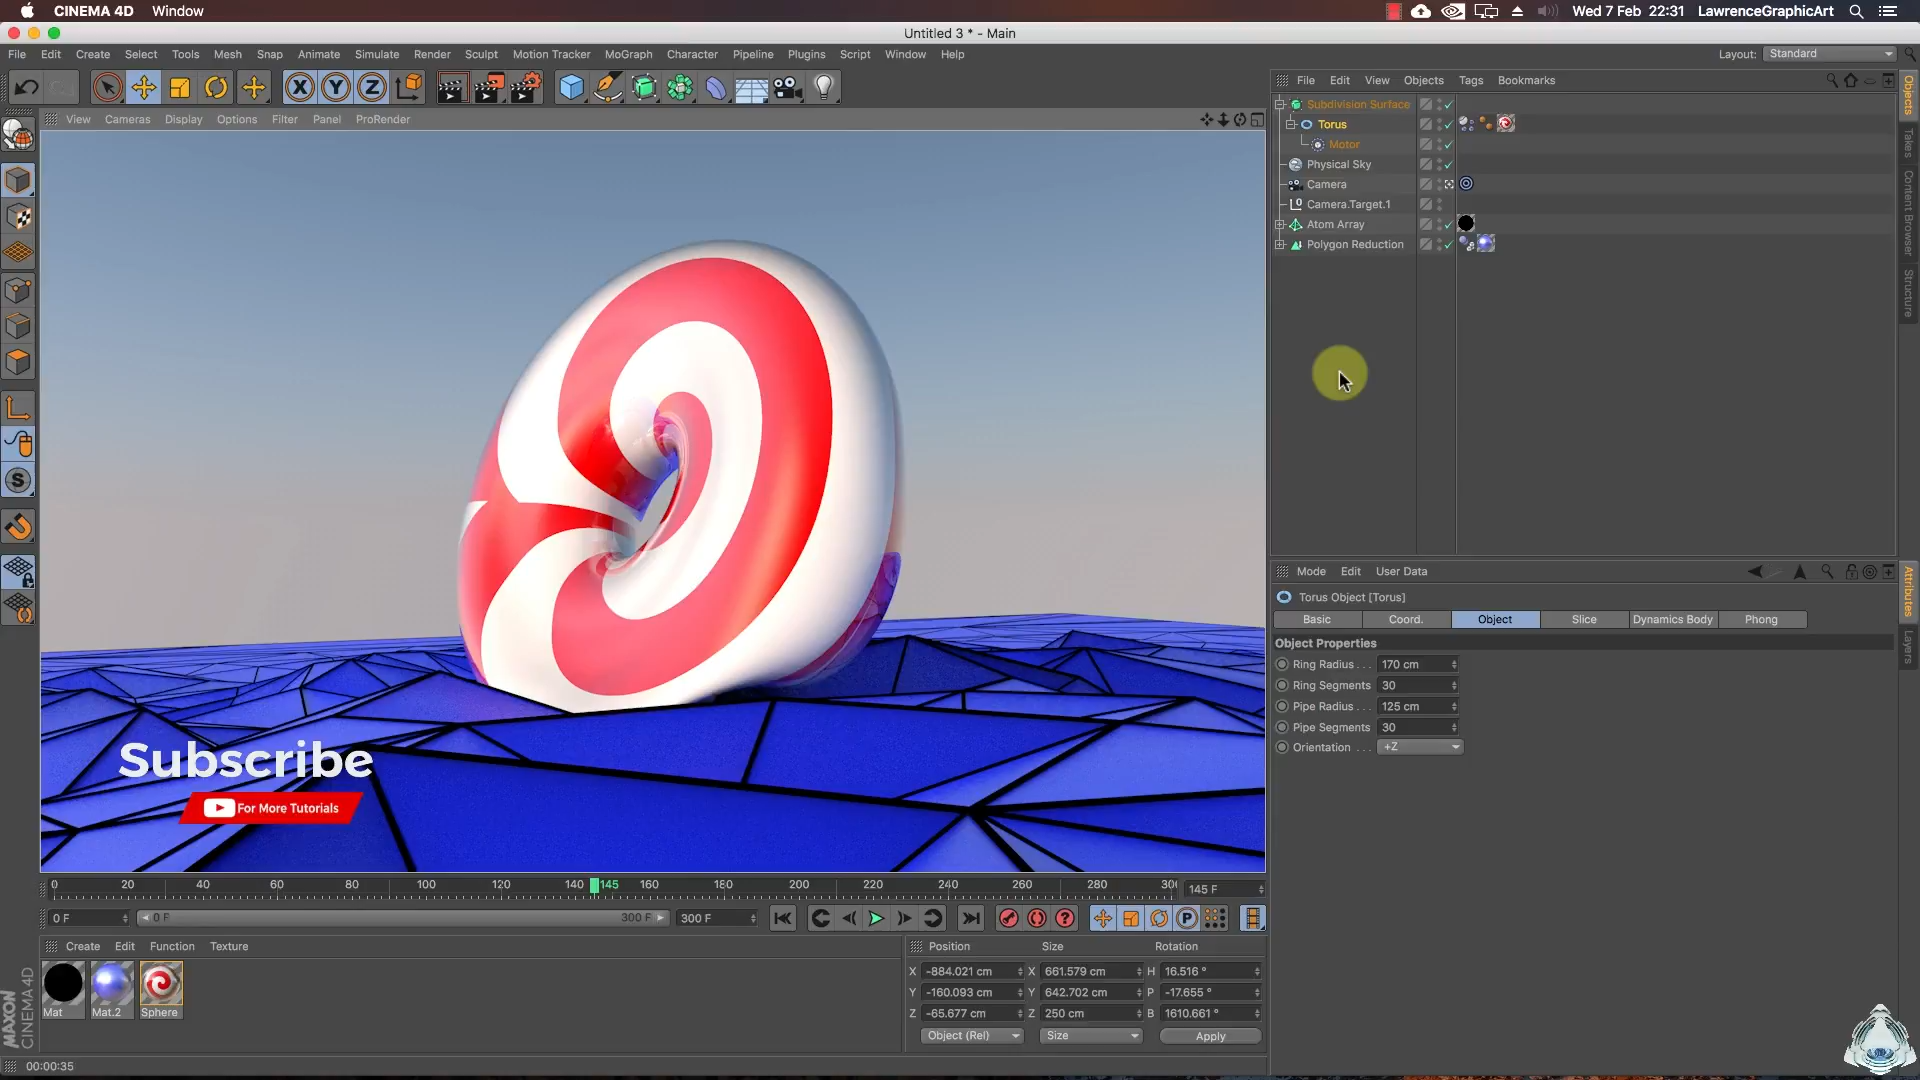 CINEMA 4D Window
Wed 7 Feb 22:31 LawrenceGraphicArt
Untitled 3 * - Main
File Edit Create Select Tools Mesh Snap Animate Simulate Render Sculpt Motion Tracker MoGraph Character Pipeline Plugins Script Window Help
Layout: Standard
X Y Z
File Edit View Objects Tags Bookmarks
View Cameras Display Options Filter Panel ProRender
Subdivision Surface
Torus
Motor
Physical Sky
Camera
Camera.Target.1
Atom Array
Polygon Reduction
Objects
Takes
Content Browser
Structure
S
Mode Edit User Data
Torus Object [Torus]
Basic Coord. Object Slice Dynamics Body Phong
Object Properties
Ring Radius . . . 170 cm
Ring Segments 30
Pipe Radius . . . 125 cm
Pipe Segments 30
Orientation . . . +Z
Attributes
Layers
Subscribe
For More Tutorials
0 20 40 60 80 100 120 140 145 160 180 200 220 240 260 280 300
145 F
0 F 0 F 300 F 300 F
P
Create Edit Function Texture
Mat Mat.2 Sphere
Position Size Rotation
X -884.021 cm X 661.579 cm H 16.516 °
Y -160.093 cm Y 642.702 cm P -17.655 °
Z -65.677 cm Z 250 cm B 1610.661 °
Object (Rel) Size Apply
MAXON
CINEMA 4D
00:00:35